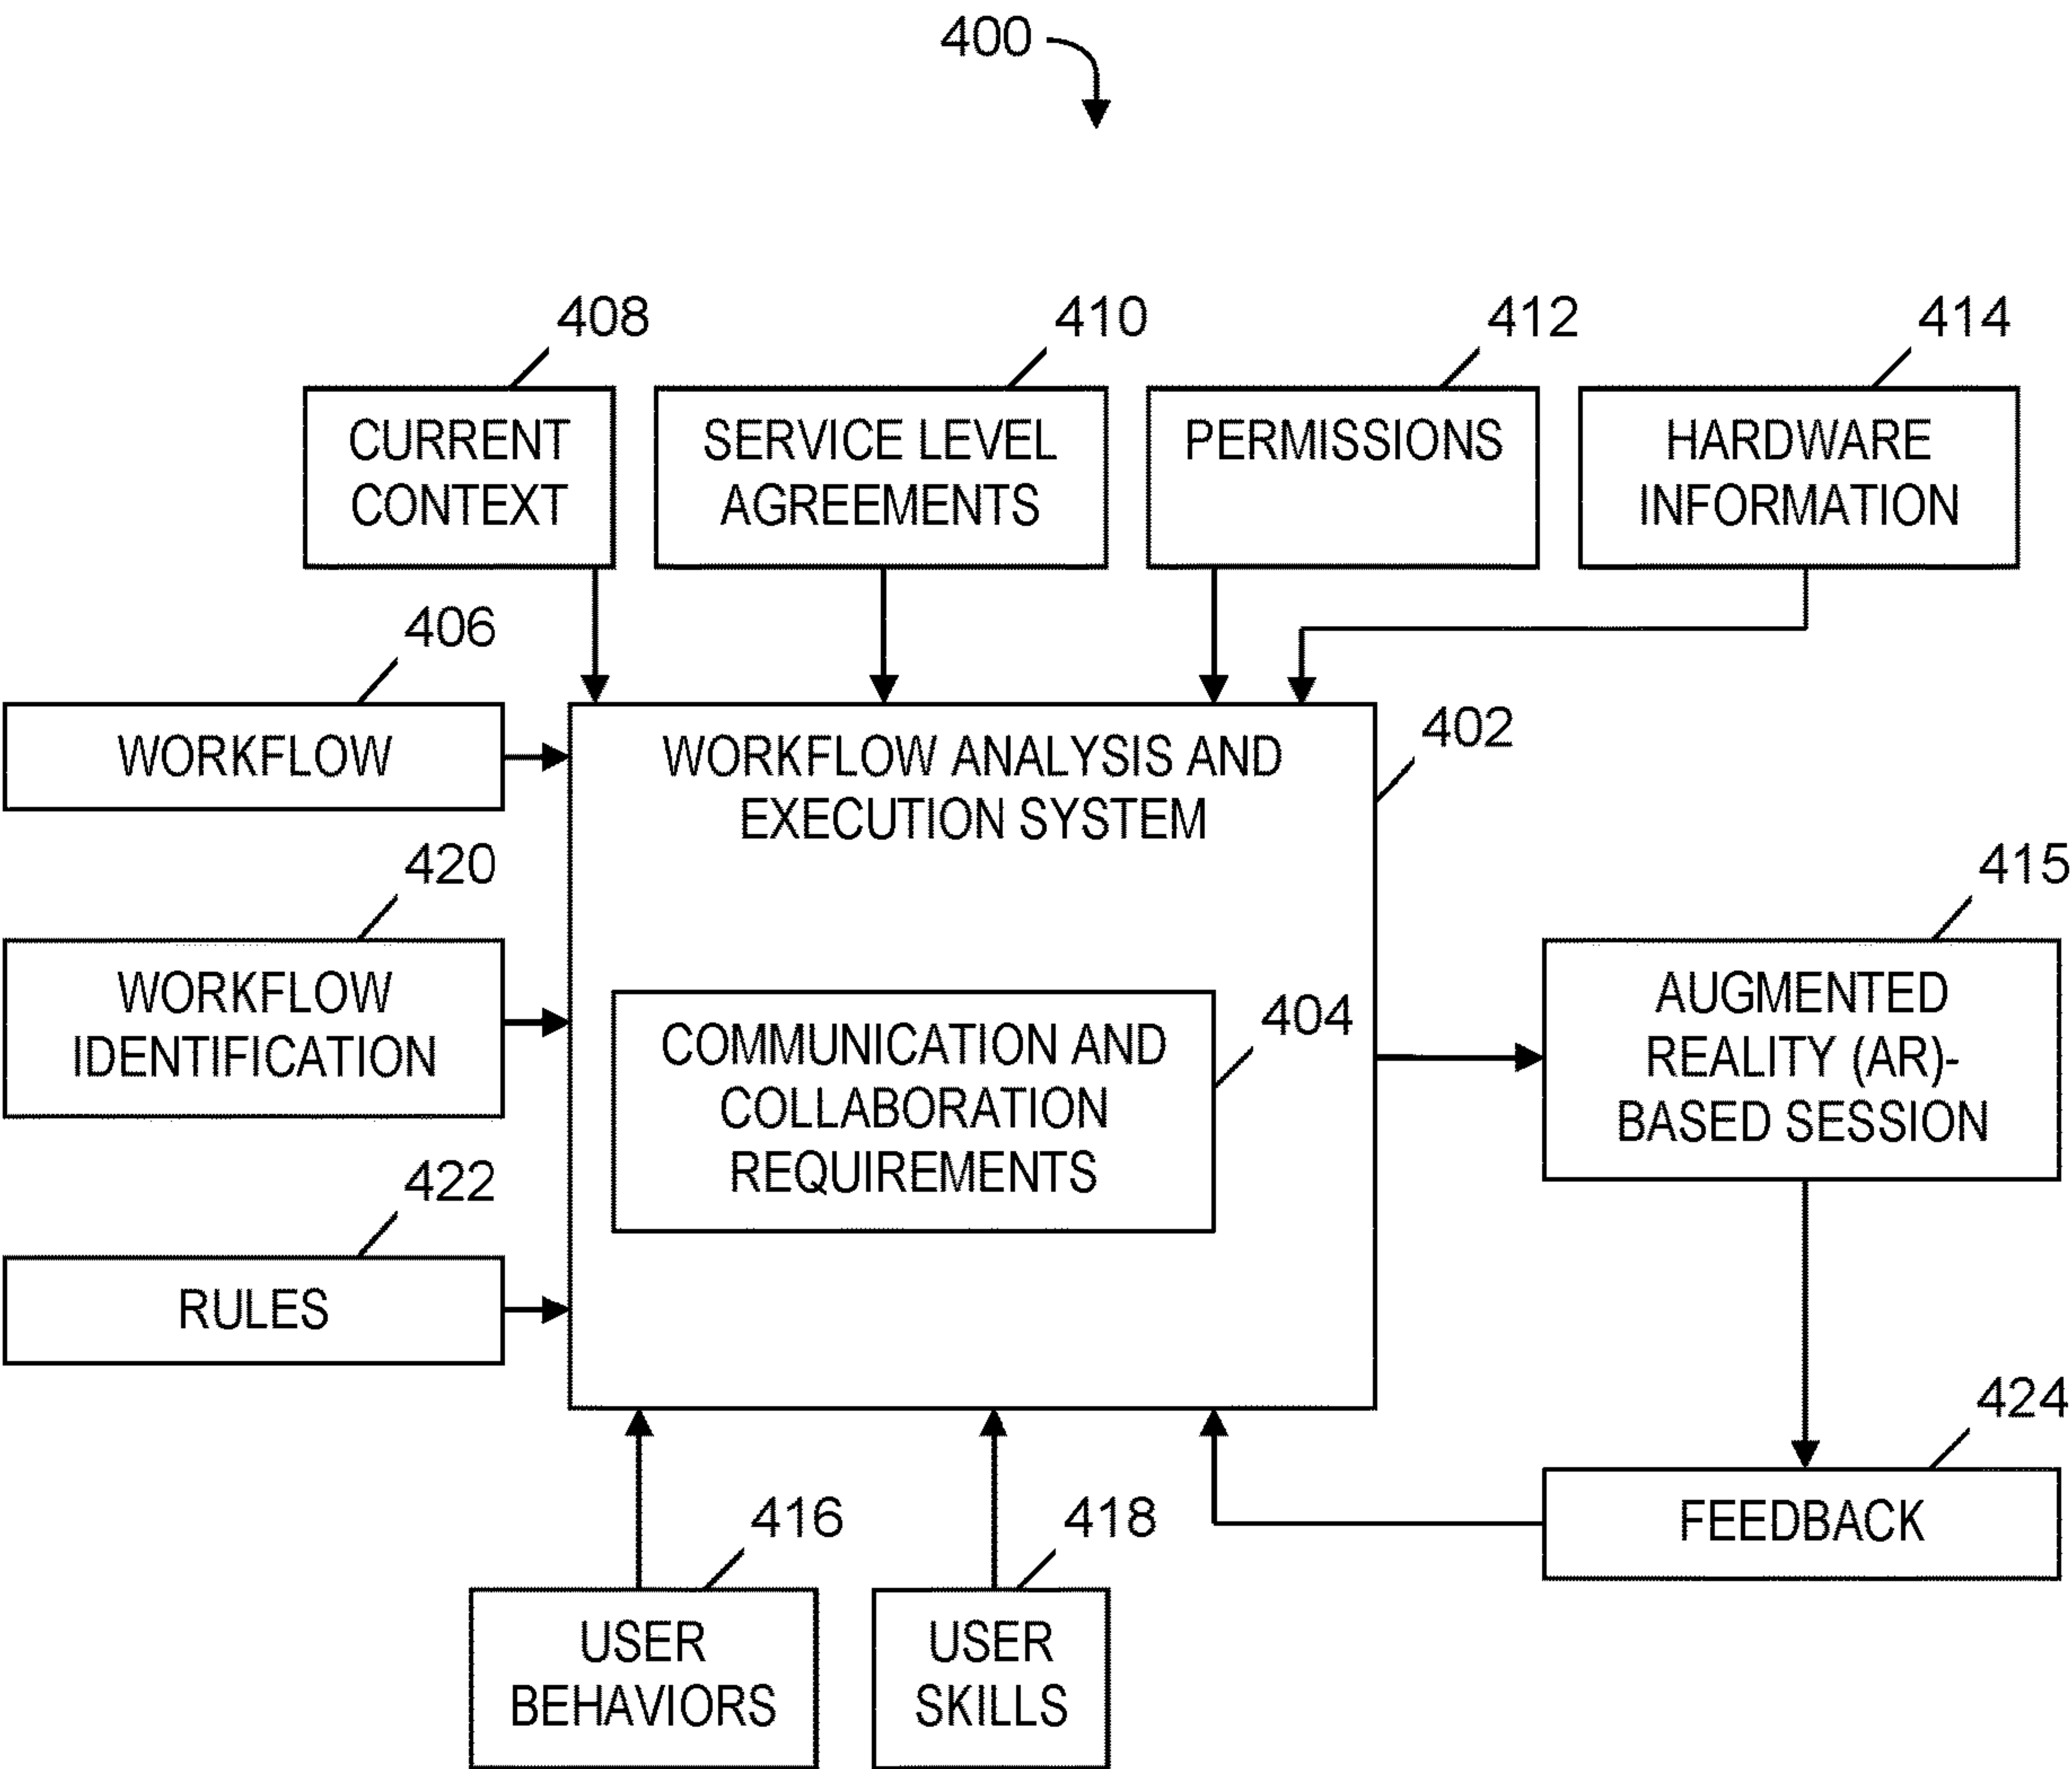 400
408
410
412
414
CURRENT
CONTEXT
SERVICE LEVEL
AGREEMENTS
PERMISSIONS
HARDWARE
INFORMATION
406
WORKFLOW
402
WORKFLOW ANALYSIS AND
EXECUTION SYSTEM
420
WORKFLOW
IDENTIFICATION
404
COMMUNICATION AND
COLLABORATION
REQUIREMENTS
415
AUGMENTED
REALITY (AR)-
BASED SESSION
422
RULES
424
FEEDBACK
416
USER
BEHAVIORS
418
USER
SKILLS